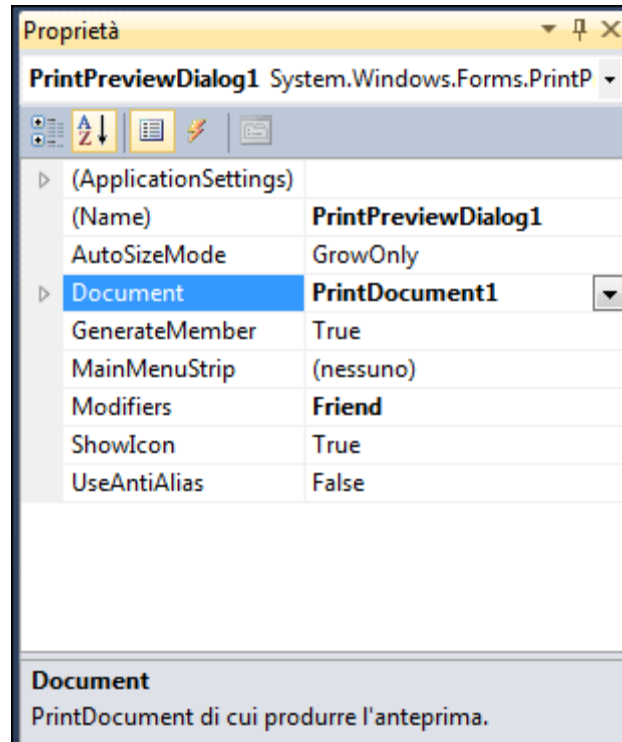 Proprietà
PrintPreviewDialog1 System.Windows.Forms.PrintP
(ApplicationSettings)
(Name) PrintPreviewDialog1
AutoSizeMode GrowOnly
Document PrintDocument1
GenerateMember True
MainMenuStrip (nessuno)
Modifiers Friend
ShowIcon True
UseAntiAlias False
Document
PrintDocument di cui produrre l'anteprima.